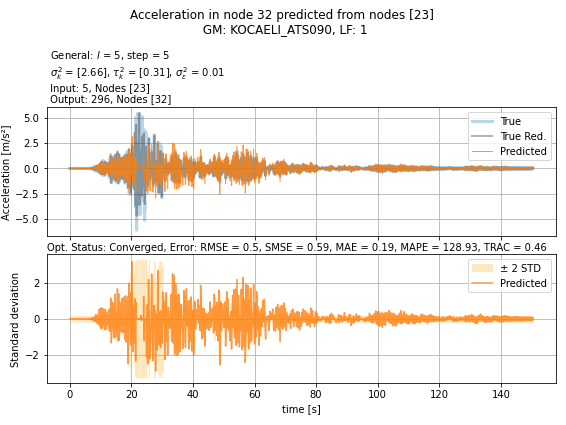 Acceleration in node 32 predicted from nodes [23]
GM: KOCAELI_ATS090, LF: 1
General: l = 5, step = 5
σ²ₖ = [2.66], τ²ₖ = [0.31], σ²ε = 0.01
Input: 5, Nodes [23]
Output: 296, Nodes [32]
Acceleration [m/s²]
5.0
2.5
0.0
−2.5
−5.0
True
True Red.
Predicted
Opt. Status: Converged, Error: RMSE = 0.5, SMSE = 0.59, MAE = 0.19, MAPE = 128.93, TRAC = 0.46
Standard deviation
2
0
−2
± 2 STD
Predicted
0 20 40 60 80 100 120 140
time [s]